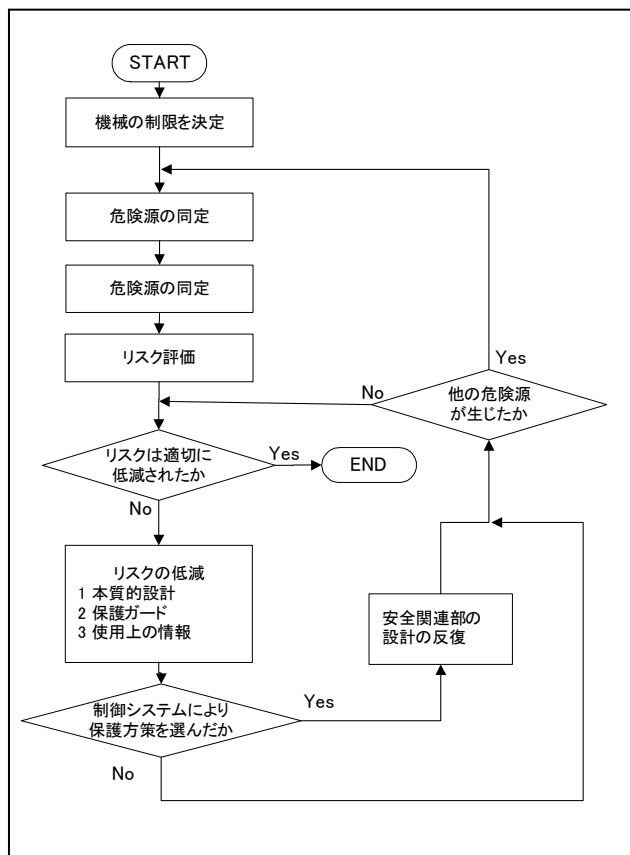 START
機械の制限を決定
危険源の同定
危険源の同定
リスク評価
Yes
No
他の危険源
が生じたか
リスクは適切に
低減されたか
Yes
END
No
リスクの低減
1 本質的設計
2 保護ガード
3 使用上の情報
安全関連部の
設計の反復
制御システムにより
保護方策を選んだか
Yes
No